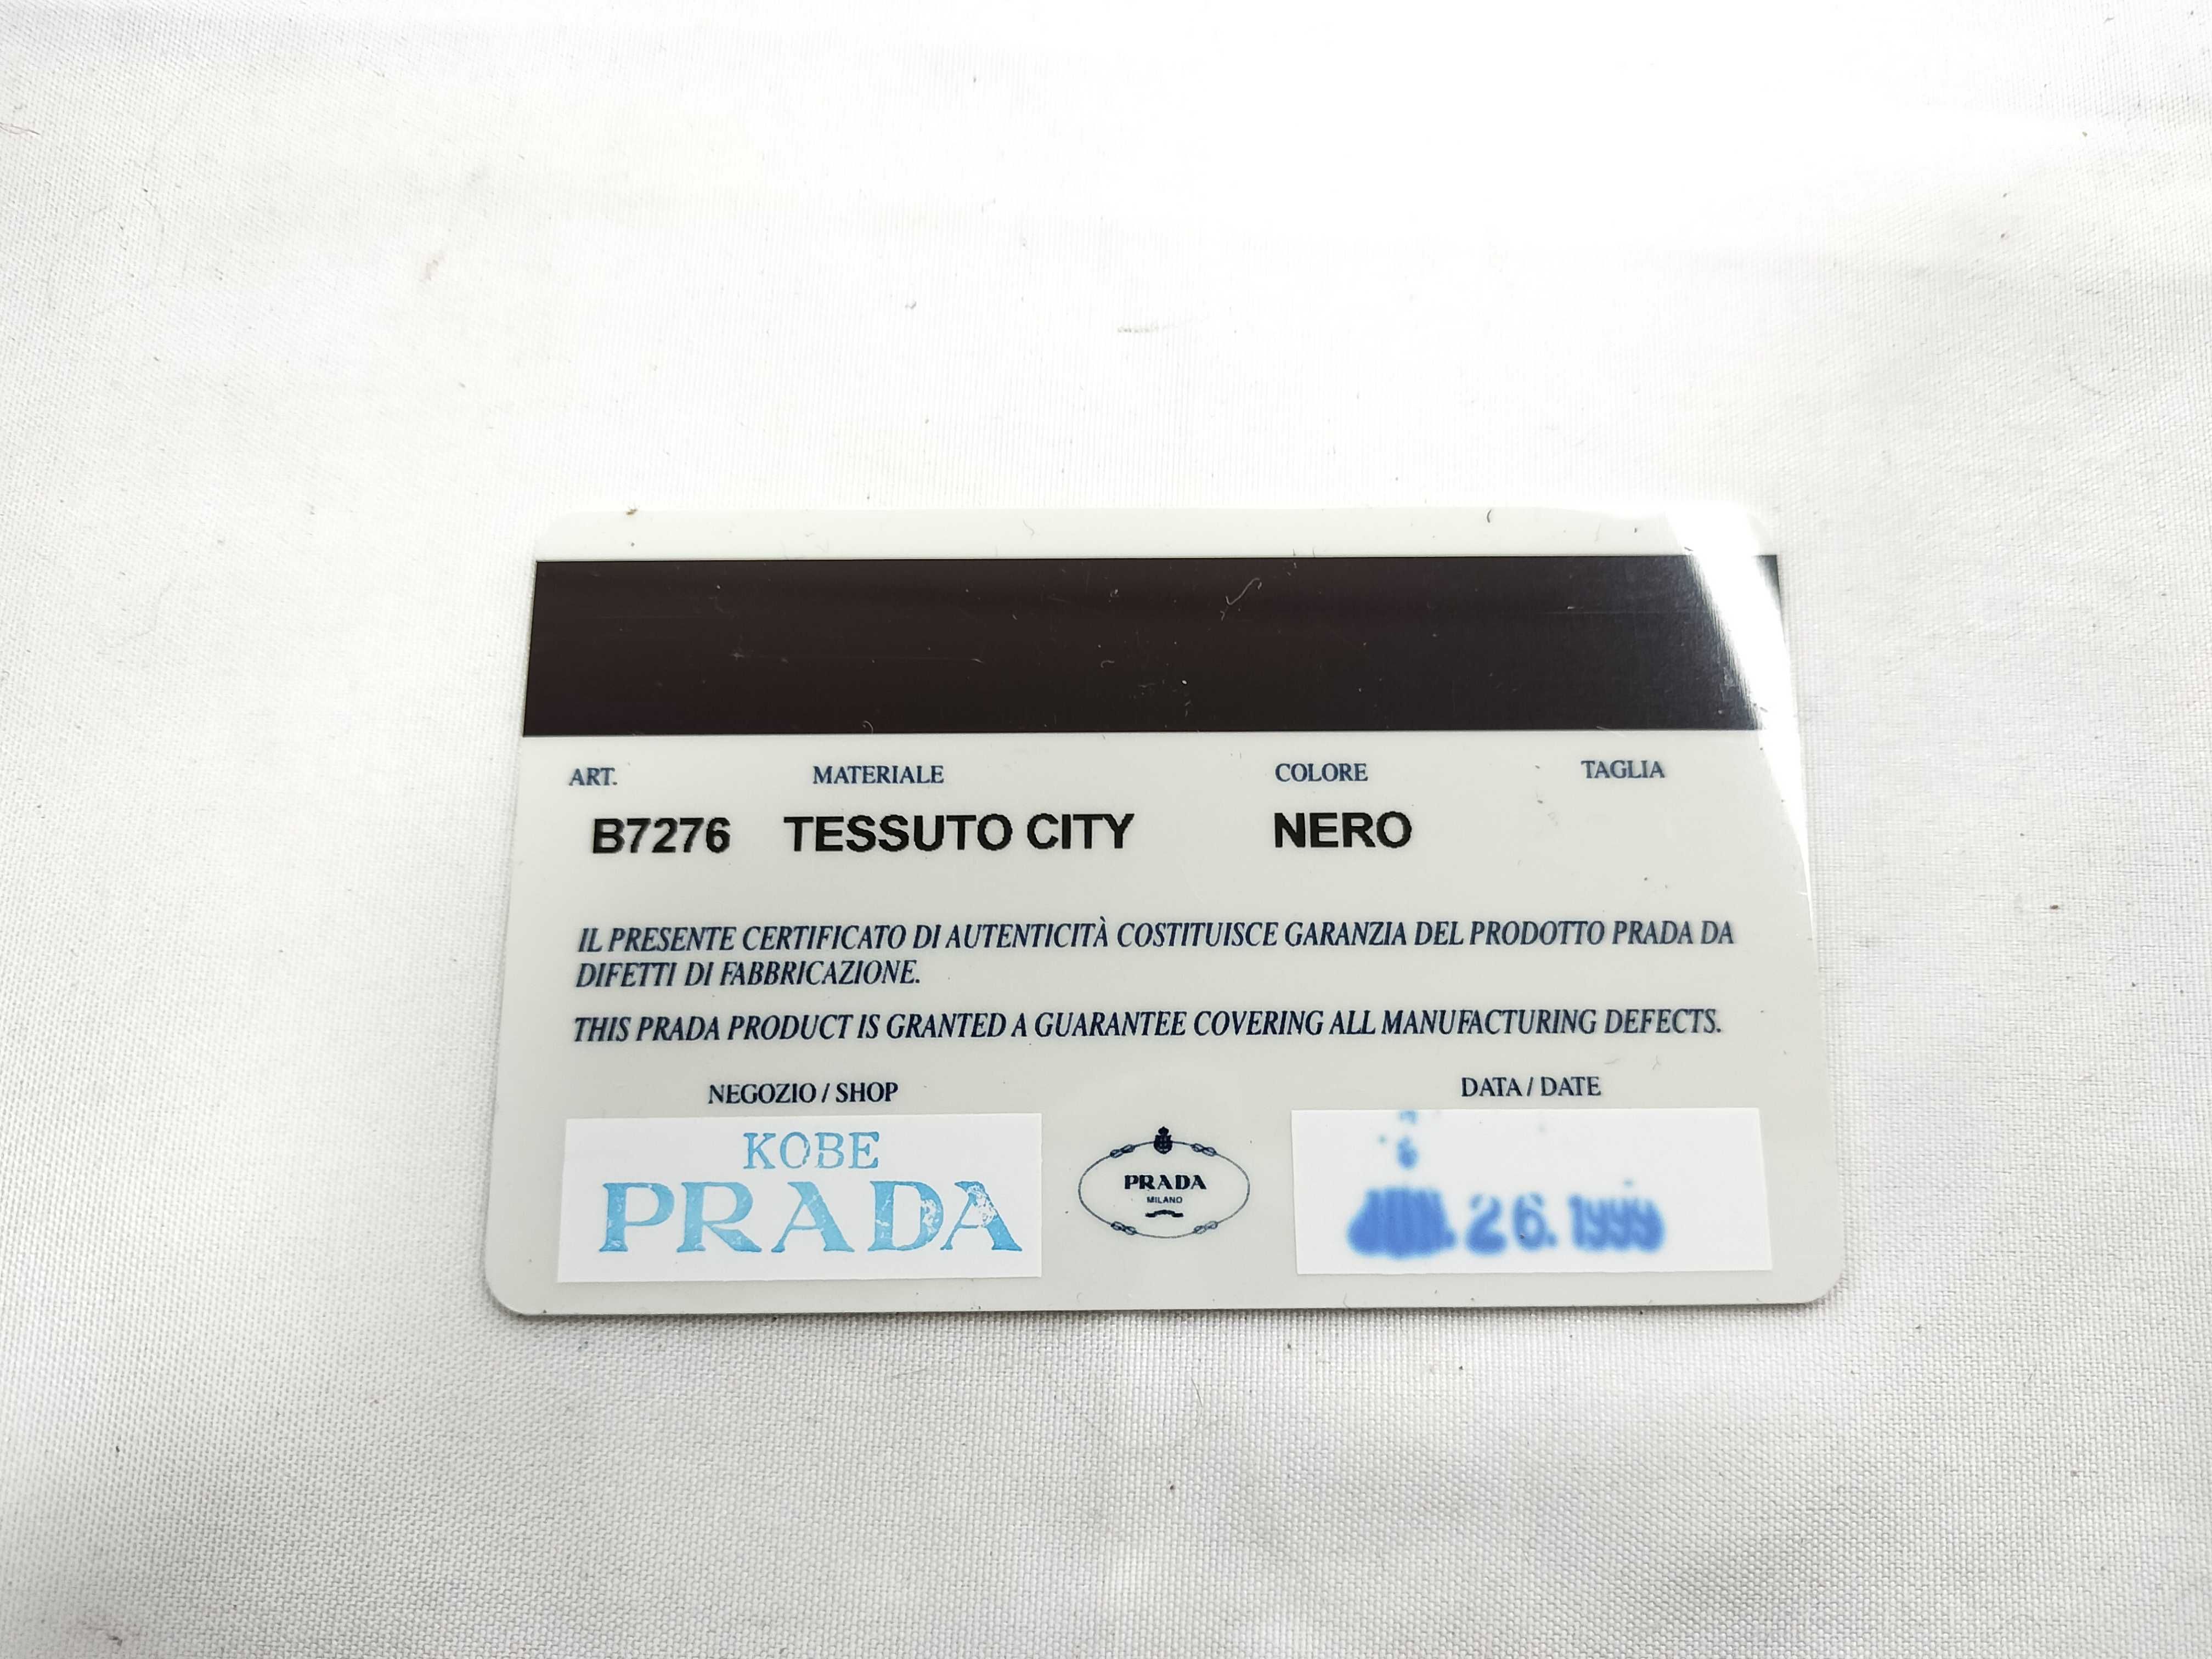 ART. MATERIALE COLORE TAGLIA
B7276 TESSUTO CITY NERO
IL PRESENTE CERTIFICATO DI AUTENTICITÀ COSTITUISCE GARANZIA DEL PRODOTTO PRADA DA
DIFETTI DI FABBRICAZIONE.
THIS PRADA PRODUCT IS GRANTED A GUARANTEE COVERING ALL MANUFACTURING DEFECTS.
NEGOZIO / SHOP DATA / DATE
KOBE
PRADA
PRADA
MILANO
26. 1999